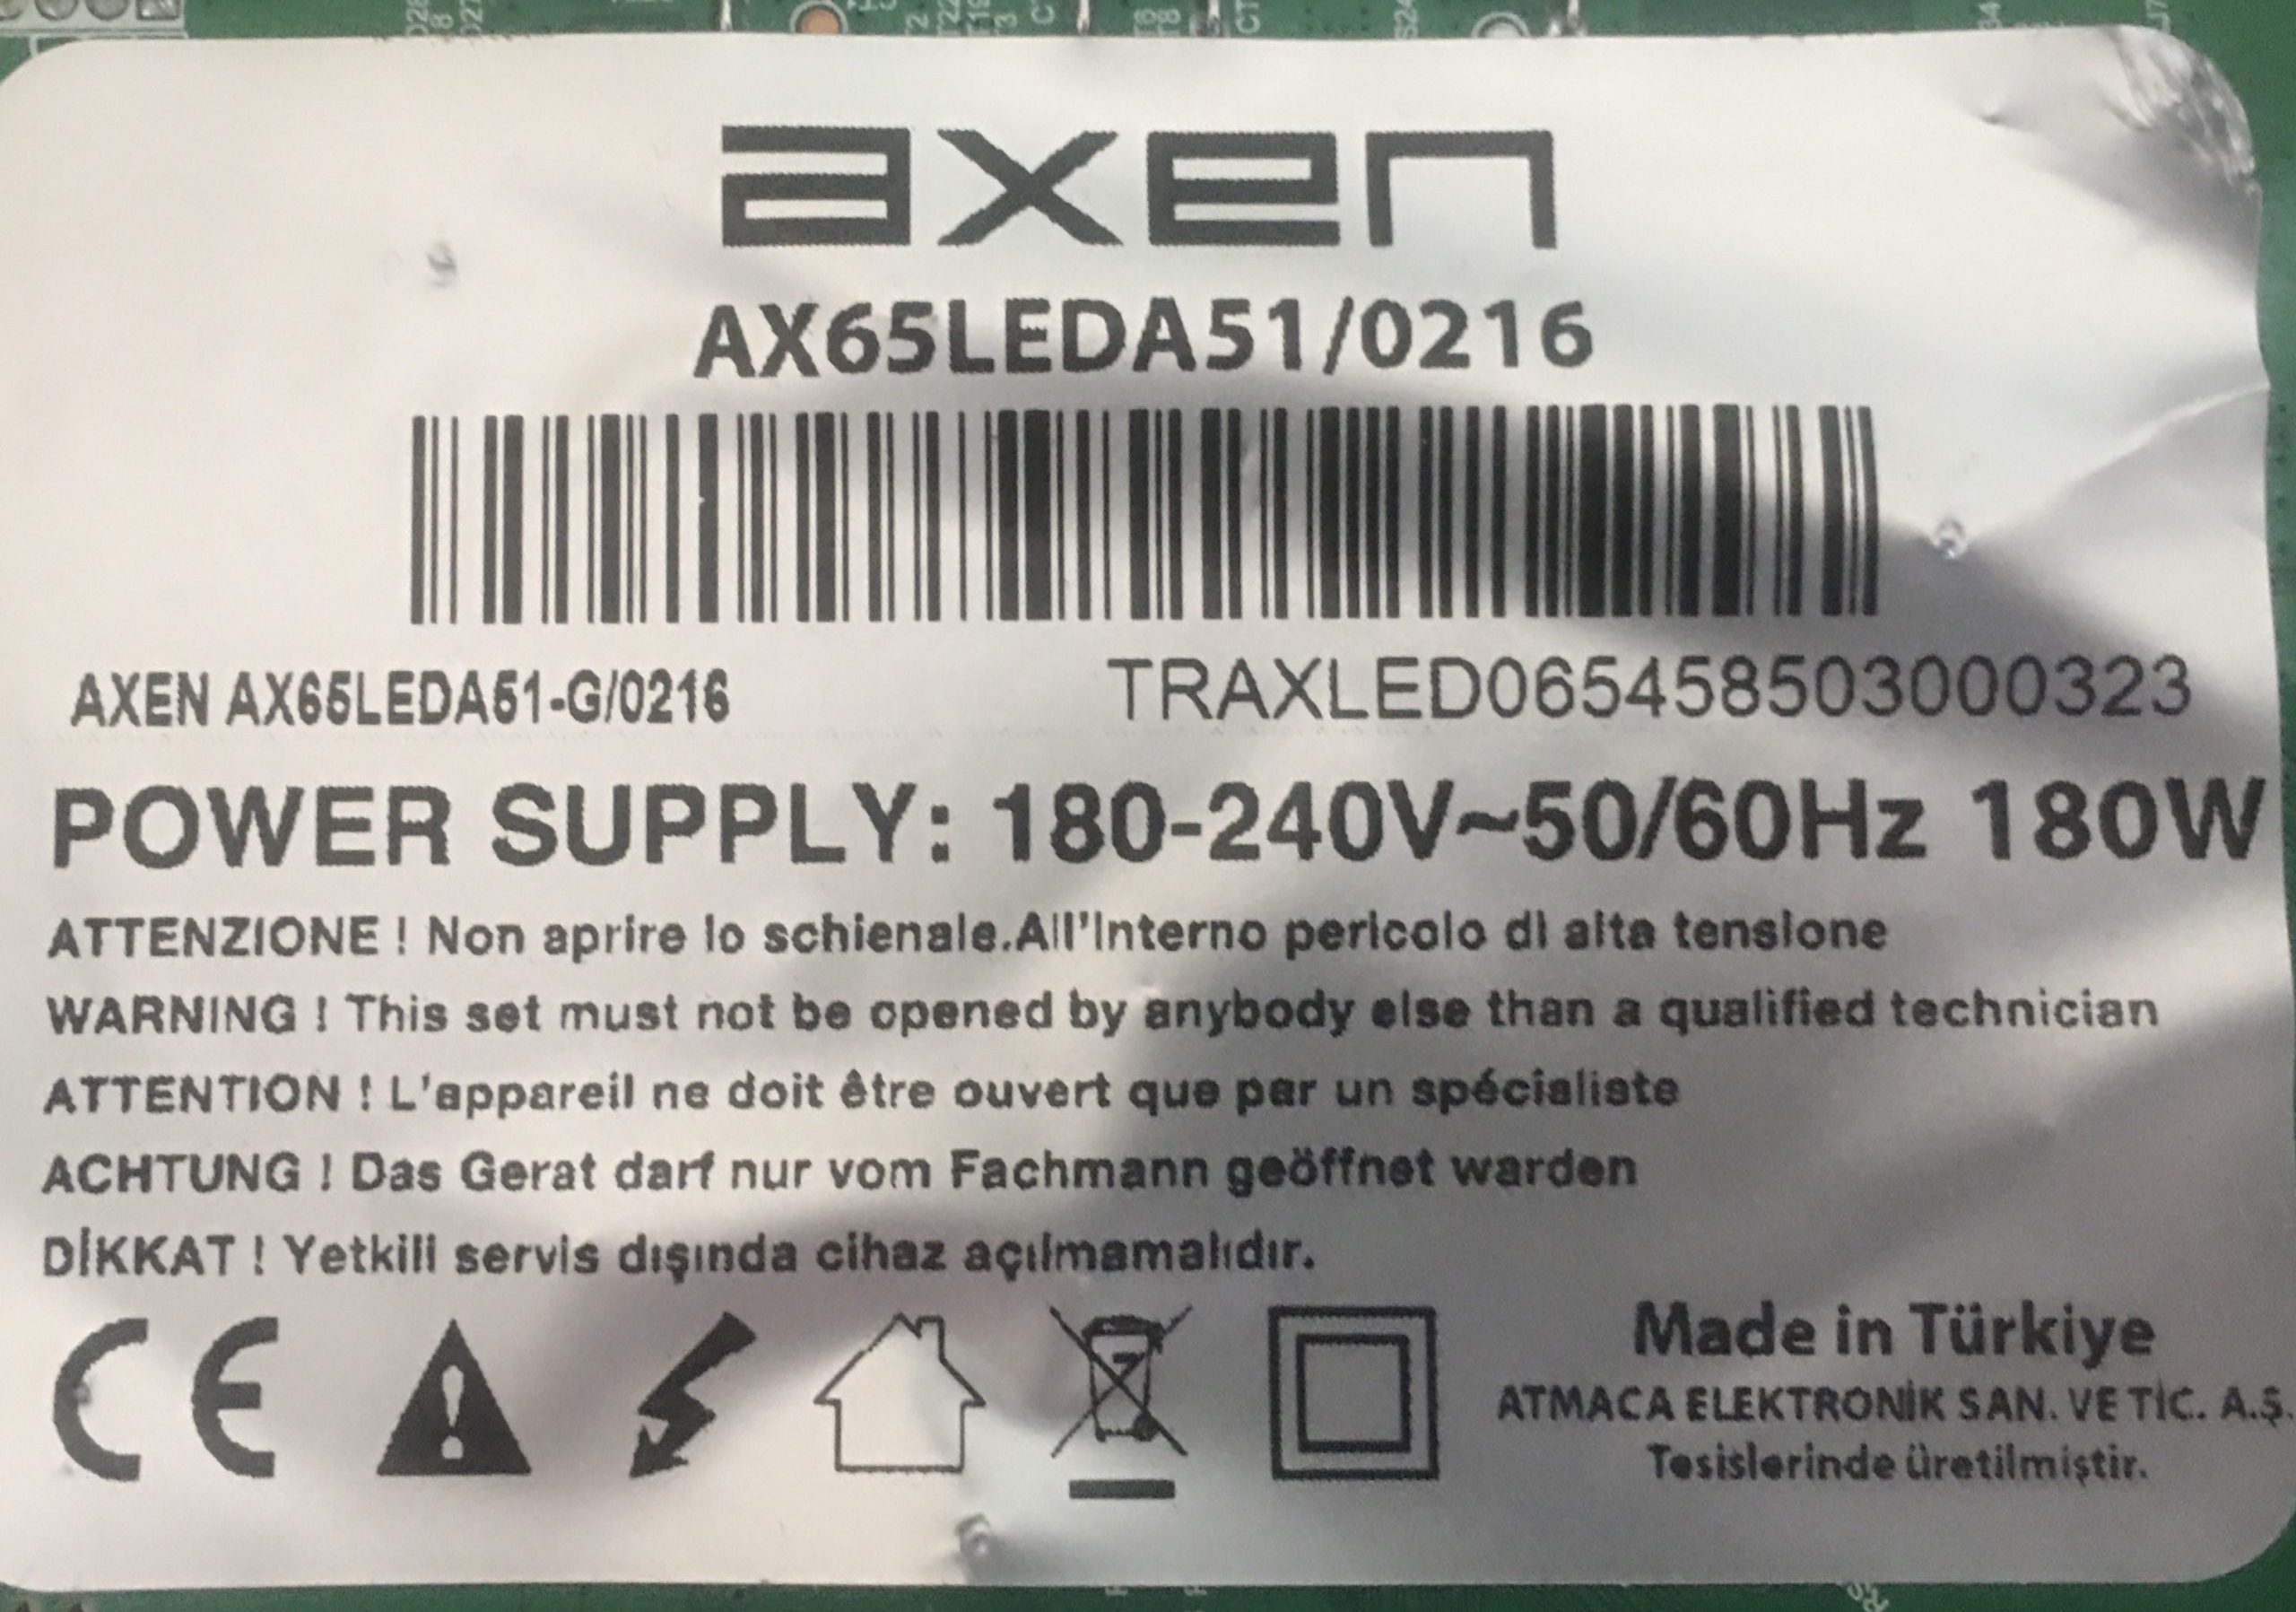 axen
AX65LEDA51/0216
AXEN AX65LEDA51-G/0216 TRAXLED065458503000323
POWER SUPPLY: 180-240V~50/60Hz 180W
ATTENZIONE ! Non aprire lo schienale.All'Interno pericolo di alta tensione
WARNING ! This set must not be opened by anybody else than a qualified technician
ATTENTION ! L'appareil ne doit être ouvert que par un spécialiste
ACHTUNG ! Das Gerat darf nur vom Fachmann geöffnet warden
DİKKAT ! Yetkili servis dışında cihaz açılmamalıdır.
CE
Made in Türkiye
ATMACA ELEKTRONİK SAN. VE TİC. A.Ş.
Tesislerinde üretilmiştir.